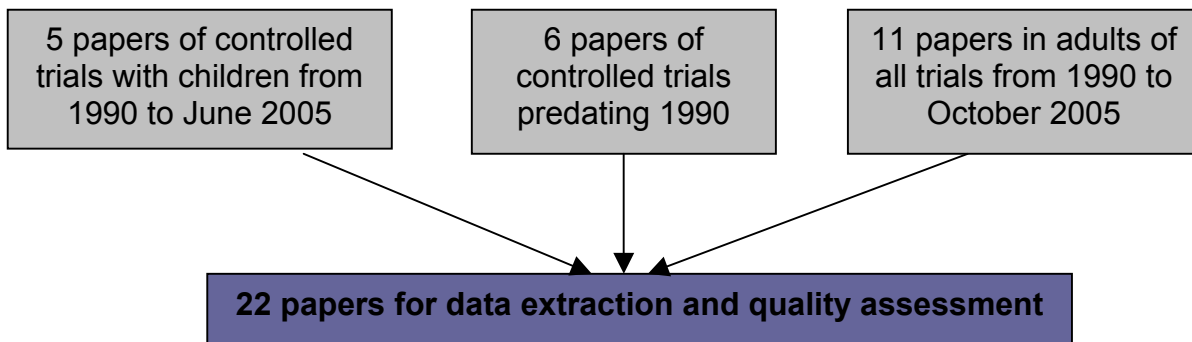 5 papers of controlled
trials with children from
1990 to June 2005
6 papers of
controlled trials
predating 1990
11 papers in adults of
all trials from 1990 to
October 2005
22 papers for data extraction and quality assessment